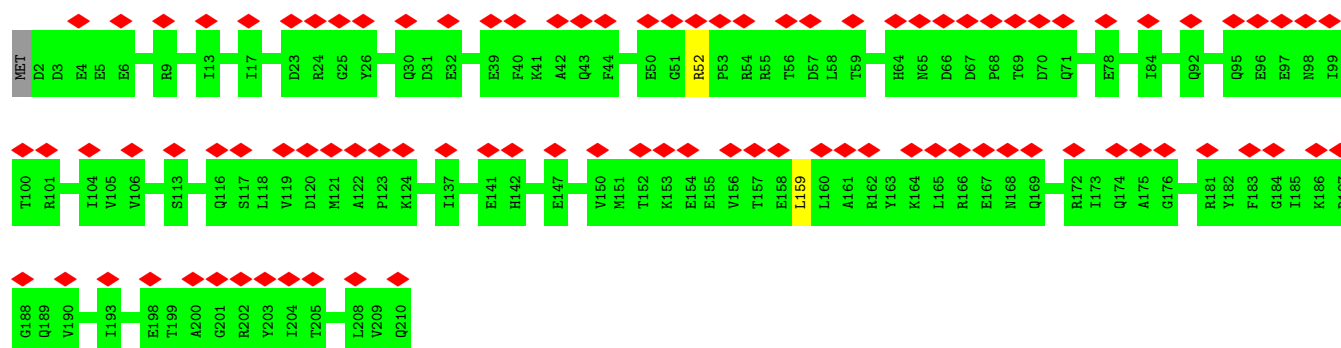 MET D2 D3 E4 E5 E6 R9 I13 I17 D23 R24 G25 Y26 Q30 D31 E32 E39 F40 K41 A42 Q43 F44 E50 G51 R52 P53 R54 R55 T56 D57 L58 T59 H64 N65 D66 D67 P68 T69 D70 Q71 E78 I84 Q92 Q95 E96 E97 N98 I99
T100 R101 I104 V105 V106 S113 Q116 S117 L118 V119 D120 M121 A122 P123 K124 I137 E141 H142 E147 V150 M151 T152 K153 E154 E155 V156 T157 E158 L159 L160 A161 R162 Y163 K164 L165 R166 E167 N168 Q169 R172 I173 Q174 A175 G176 R181 Y182 F183 G184 I185 K186
G188 Q189 V190 I193 E198 T199 A200 G201 R202 Y203 I204 T205 L208 V209 Q210